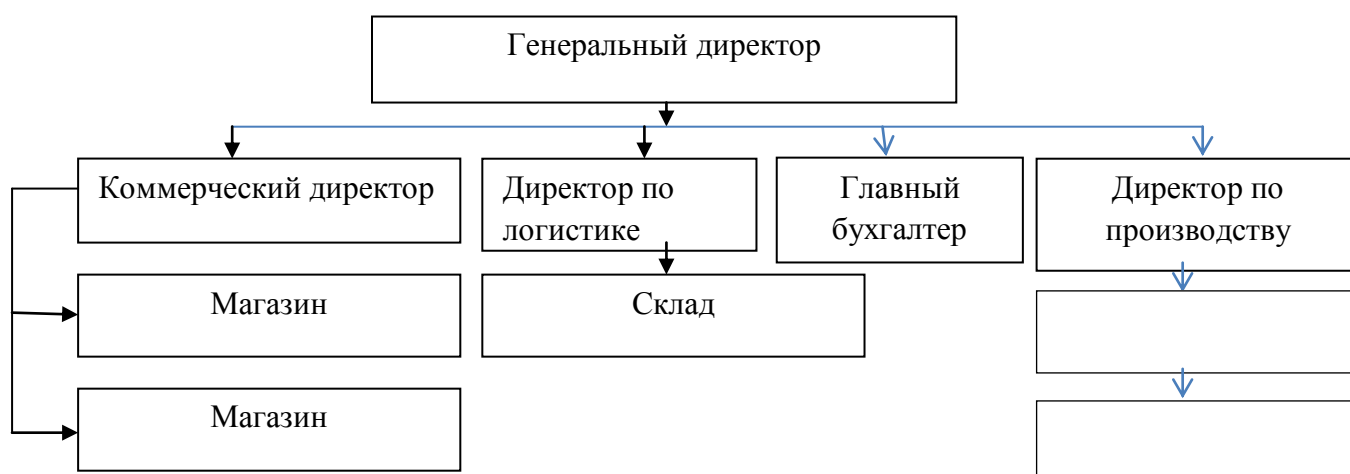 Генеральный директор
Коммерческий директор
Директор по
логистике
Главный
бухгалтер
Директор по
производству
Магазин
Склад
Магазин